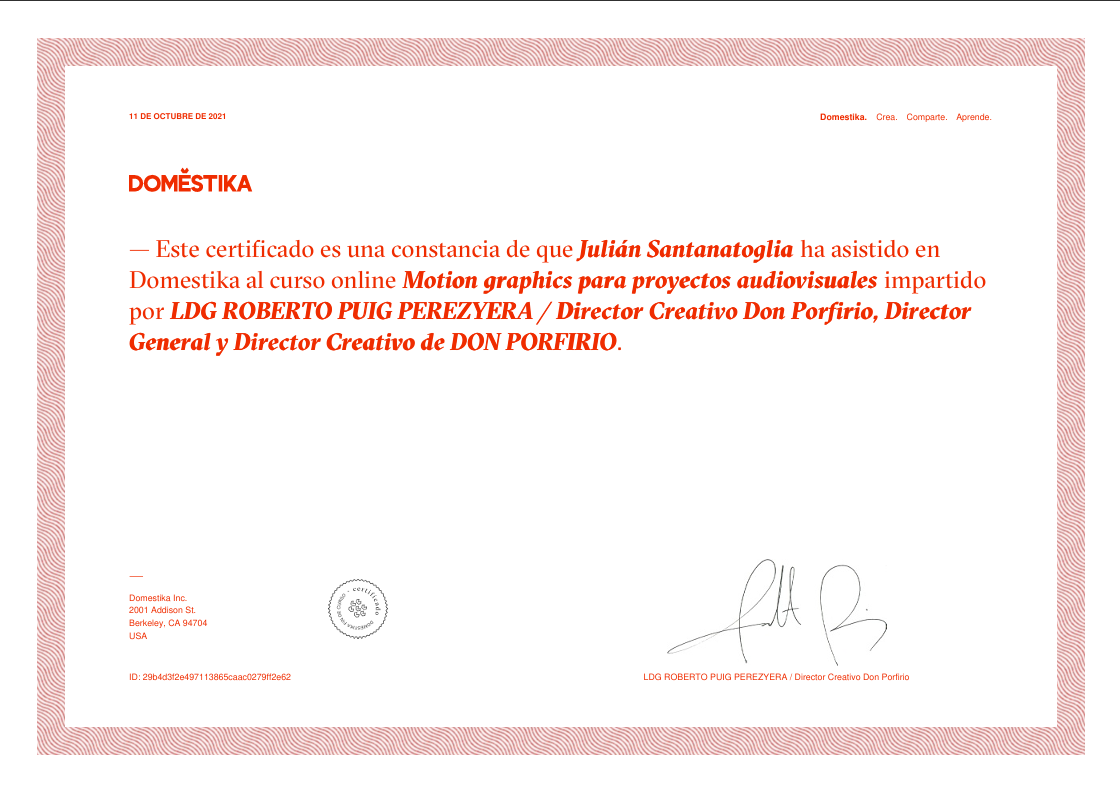 11 DE OCTUBRE DE 2021
Domestika. Crea. Comparte. Aprende.
DOMESTIKA
— Este certificado es una constancia de que Julián Santanatoglia ha asistido en
Domestika al curso online Motion graphics para proyectos audiovisuales impartido
por LDG ROBERTO PUIG PEREZYERA / Director Creativo Don Porfirio, Director
General y Director Creativo de DON PORFIRIO.
—
Domestika Inc.
2001 Addison St.
Berkeley, CA 94704
USA
- certificado
DOMESTIKA FIN DE CURSO
ID: 29b4d3f2e497113865caac0279ff2e62
LDG ROBERTO PUIG PEREZYERA / Director Creativo Don Porfirio